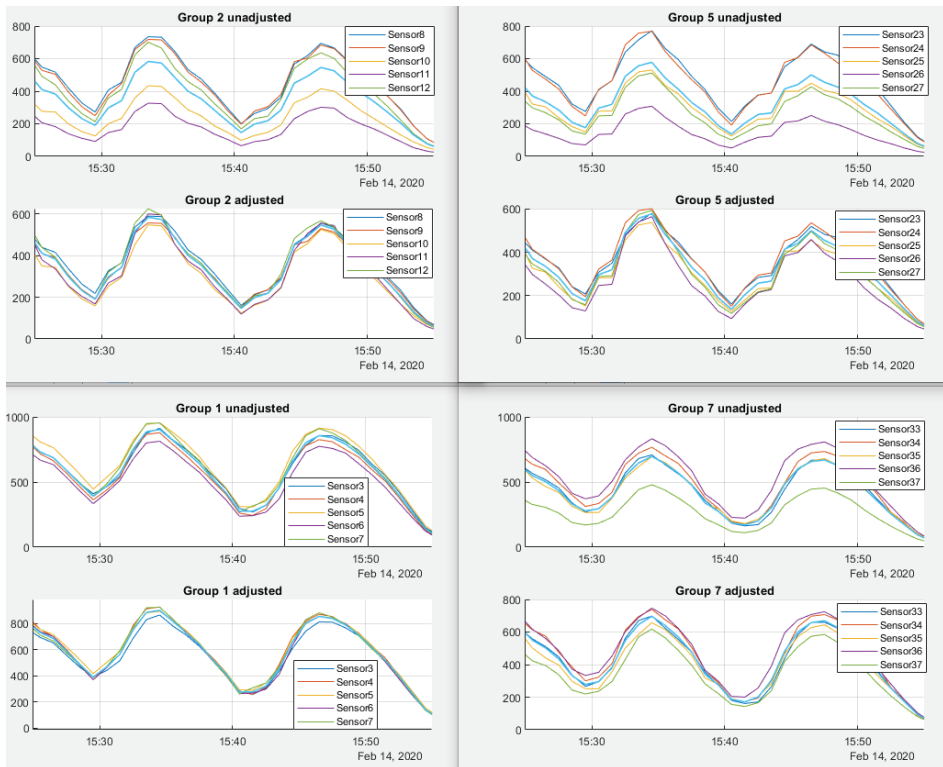 Group 2 unadjusted
800
600
400
200
0
15:30
15:40
15:50
Feb 14, 2020
Sensor8
Sensor9
Sensor10
Sensor11
Sensor12
Group 5 unadjusted
800
600
400
200
0
15:30
15:40
15:50
Feb 14, 2020
Sensor23
Sensor24
Sensor25
Sensor26
Sensor27
Group 2 adjusted
600
400
200
0
15:30
15:40
15:50
Feb 14, 2020
Sensor8
Sensor9
Sensor10
Sensor11
Sensor12
Group 5 adjusted
600
400
200
0
15:30
15:40
15:50
Feb 14, 2020
Sensor23
Sensor24
Sensor25
Sensor26
Sensor27
Group 1 unadjusted
1000
500
0
15:30
15:40
15:50
Feb 14, 2020
Sensor3
Sensor4
Sensor5
Sensor6
Sensor7
Group 7 unadjusted
1000
500
0
15:30
15:40
15:50
Feb 14, 2020
Sensor33
Sensor34
Sensor35
Sensor36
Sensor37
Group 1 adjusted
800
600
400
200
0
15:30
15:40
15:50
Feb 14, 2020
Sensor3
Sensor4
Sensor5
Sensor6
Sensor7
Group 7 adjusted
800
600
400
200
0
15:30
15:40
15:50
Feb 14, 2020
Sensor33
Sensor34
Sensor35
Sensor36
Sensor37